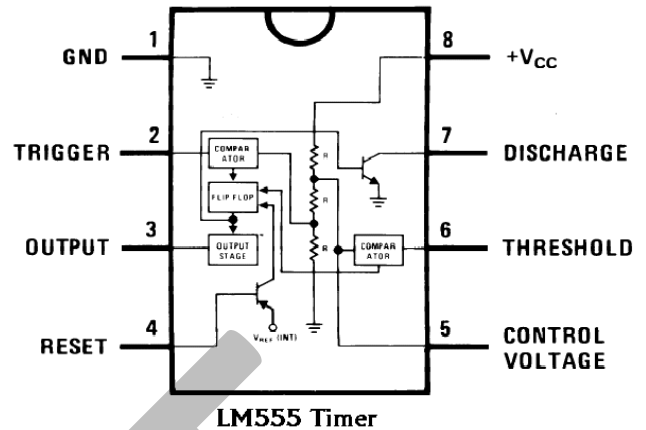 1
GND
8
+VCC
2
TRIGGER
7
DISCHARGE
COMPAR
ATOR
R
FLIP FLOP
R
3
OUTPUT
OUTPUT
STAGE
R
COMPAR
ATOR
6
THRESHOLD
4
RESET
VREF (INT)
5
CONTROL
VOLTAGE
LM555 Timer